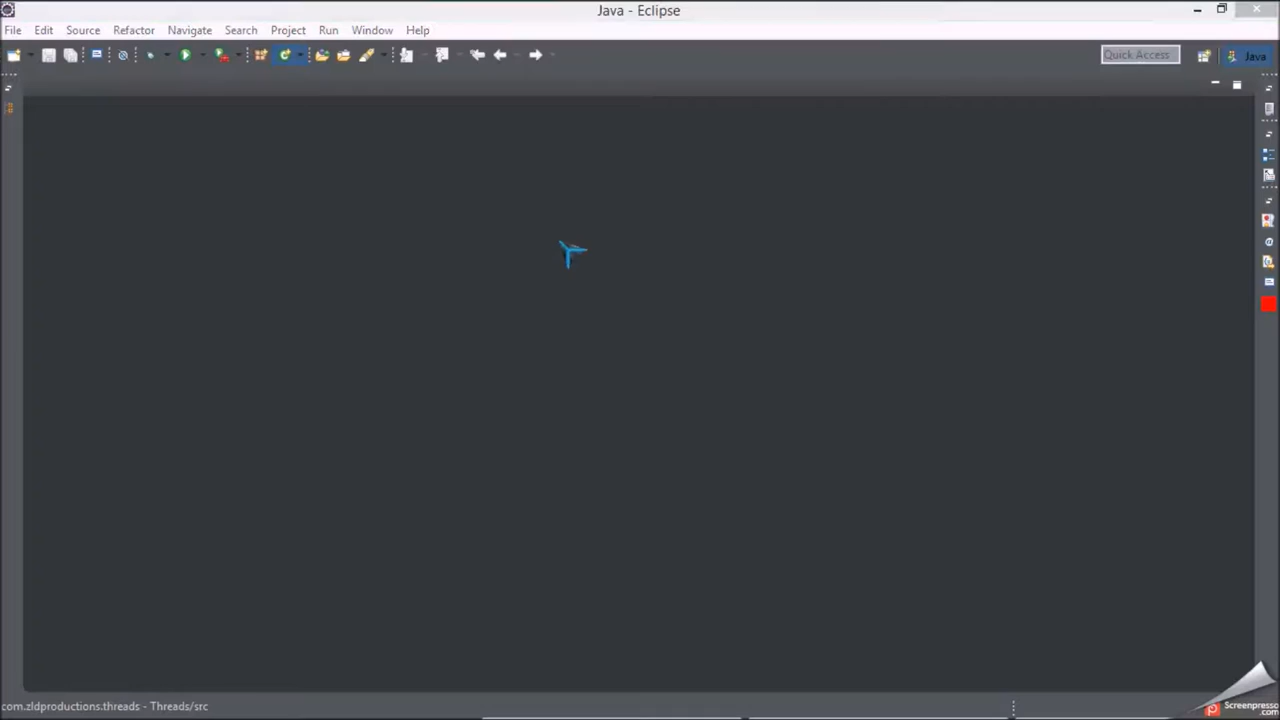 Java - Eclipse
File Edit Source Refactor Navigate Search Project Run Window Help
Quick Access
Java
com.zldproductions.threads - Threads/src
Screenpresso
.com